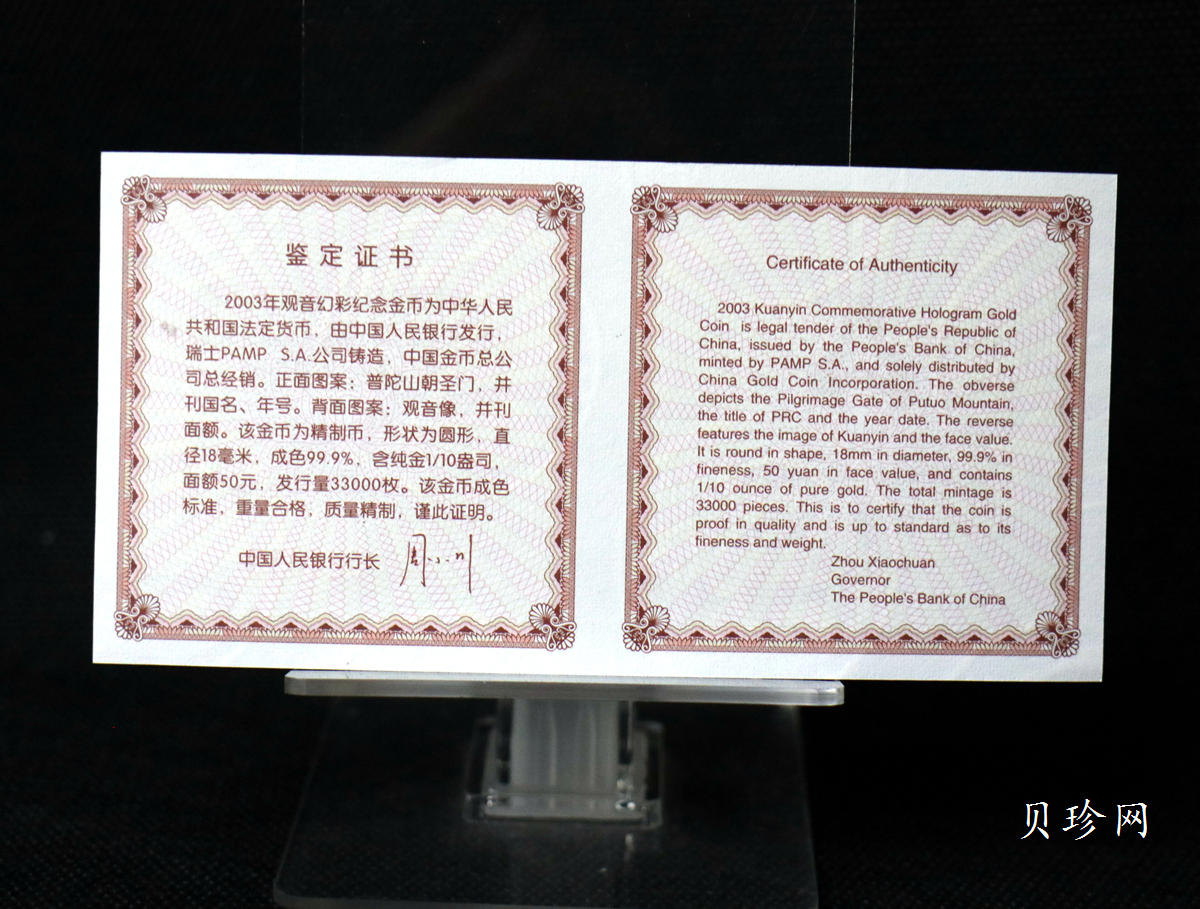 鉴定证书
2003年观音幻彩纪念金币为中华人民
共和国法定货币，由中国人民银行发行，
瑞士PAMP S.A.公司铸造，中国金币总公
司总经销。正面图案：普陀山朝圣门，并
刊国名、年号。背面图案：观音像，并刊
面额。该金币为精制币，形状为圆形，直
径18毫米，成色99.9%，含纯金1/10盎司，
面额50元，发行量33000枚。该金币成色
标准，重量合格，质量精制，谨此证明。
中国人民银行行长 周小川
Certificate of Authenticity
2003 Kuanyin Commemorative Hologram Gold
Coin is legal tender of the People's Republic of
China, issued by the People's Bank of China,
minted by PAMP S.A., and solely distributed by
China Gold Coin Incorporation. The obverse
depicts the Pilgrimage Gate of Putuo Mountain,
the title of PRC and the year date. The reverse
features the image of Kuanyin and the face value.
It is round in shape, 18mm in diameter, 99.9% in
fineness, 50 yuan in face value, and contains
1/10 ounce of pure gold. The total mintage is
33000 pieces. This is to certify that the coin is
proof in quality and is up to standard as to its
fineness and weight.
Zhou Xiaochuan
Governor
The People's Bank of China
贝珍网